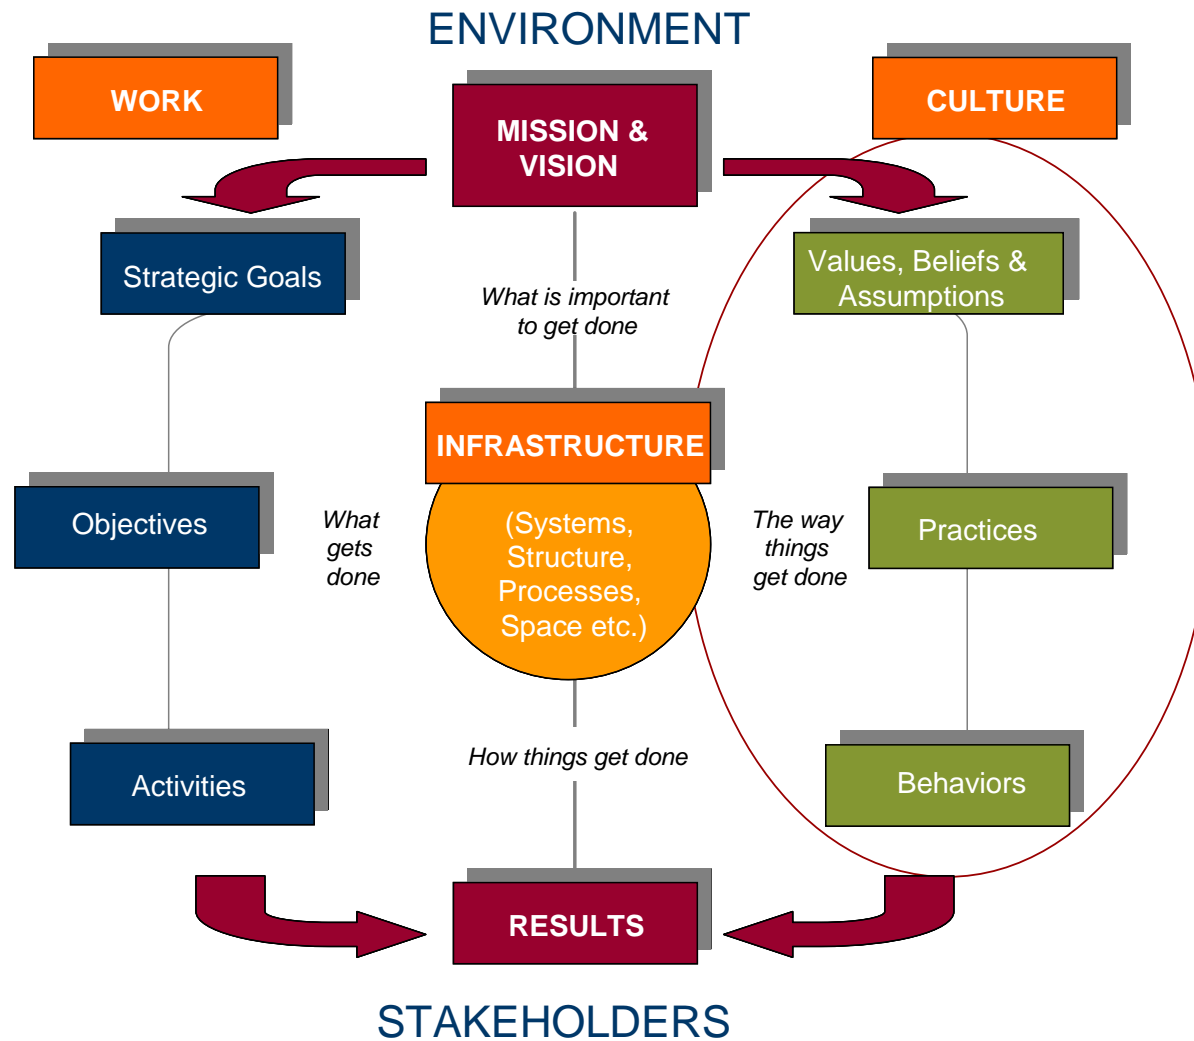 ENVIRONMENT
WORK
MISSION &
VISION
CULTURE
Strategic Goals
What is important
to get done
Values, Beliefs &
Assumptions
INFRASTRUCTURE
Objectives
What
gets
done
(Systems,
Structure,
Processes,
Space etc.)
The way
things
get done
Practices
Activities
How things get done
Behaviors
RESULTS
STAKEHOLDERS